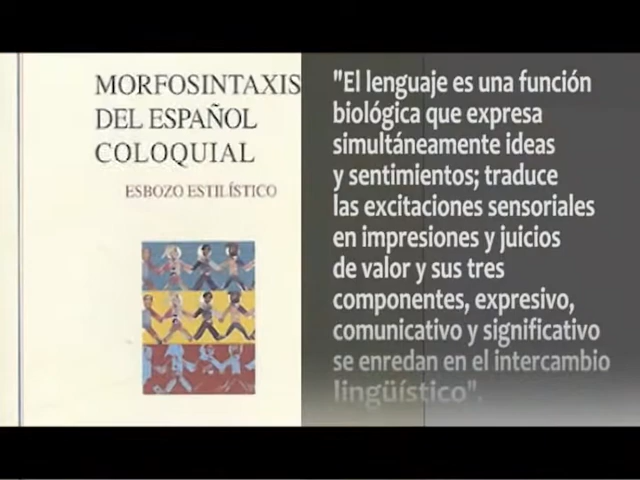 MORFOSINTAXIS
DEL ESPAÑOL
COLOQUIAL
ESBOZO ESTILÍSTICO
"El lenguaje es una función
biológica que expresa
simultáneamente ideas
y sentimientos; traduce
las excitaciones sensoriales
en impresiones y juicios
de valor y sus tres
componentes, expresivo,
comunicativo y significativo
se enredan en el intercambio
lingüístico".